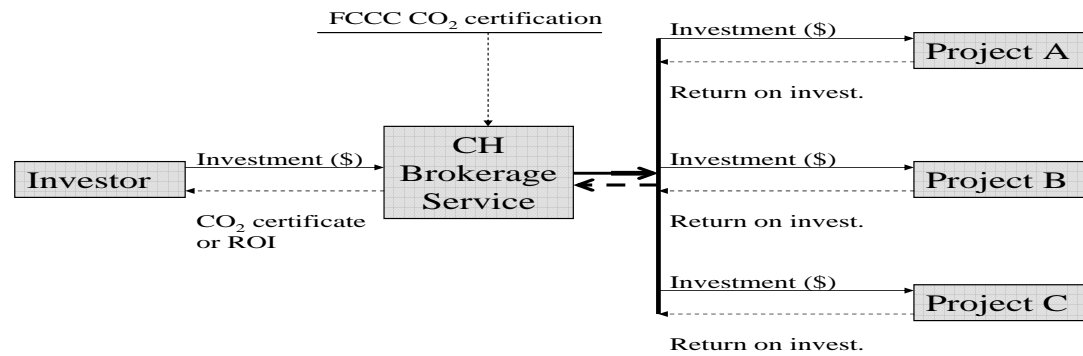 FCCC CO₂ certification
Investment ($)
Project A
Return on invest.
CH
Brokerage
Service
Investment ($)
Investor
CO₂ certificate
or ROI
Investment ($)
Project B
Return on invest.
Investment ($)
Project C
Return on invest.